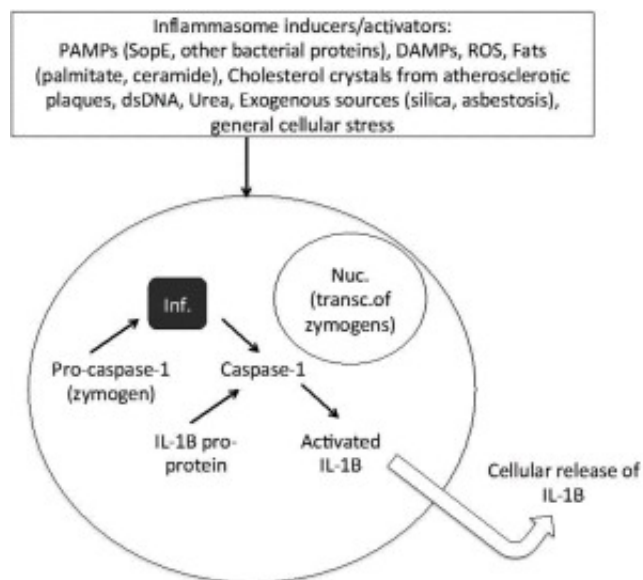 Inflammasome inducers/activators:
PAMPs (SopE, other bacterial proteins), DAMPs, ROS, Fats
(palmitate, ceramide), Cholesterol crystals from atherosclerotic
plaques, dsDNA, Urea, Exogenous sources (silica, asbestosis),
general cellular stress
Nuc.
(transc.of
zymogens)
Inf.
Pro-caspase-1
(zymogen)
Caspase-1
IL-1B pro-
protein
Activated
IL-1B
Cellular release of
IL-1B